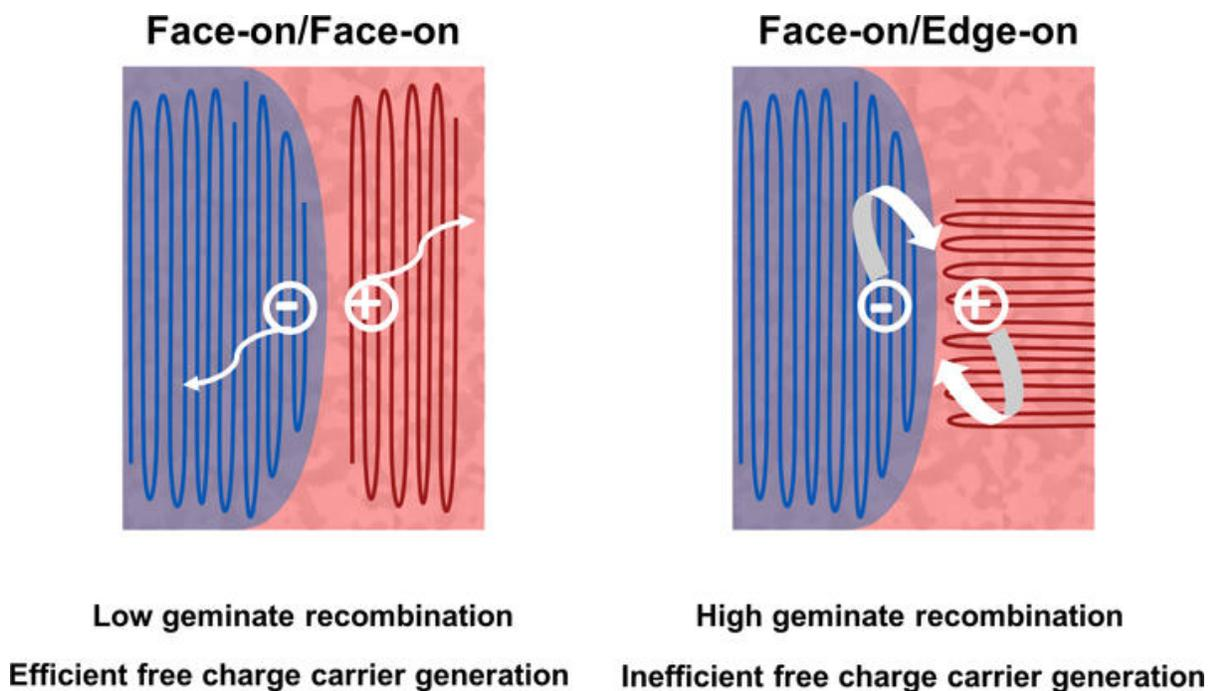 Face-on/Face-on
Face-on/Edge-on
-
+
-
+
Low geminate recombination
High geminate recombination
Efficient free charge carrier generation
Inefficient free charge carrier generation